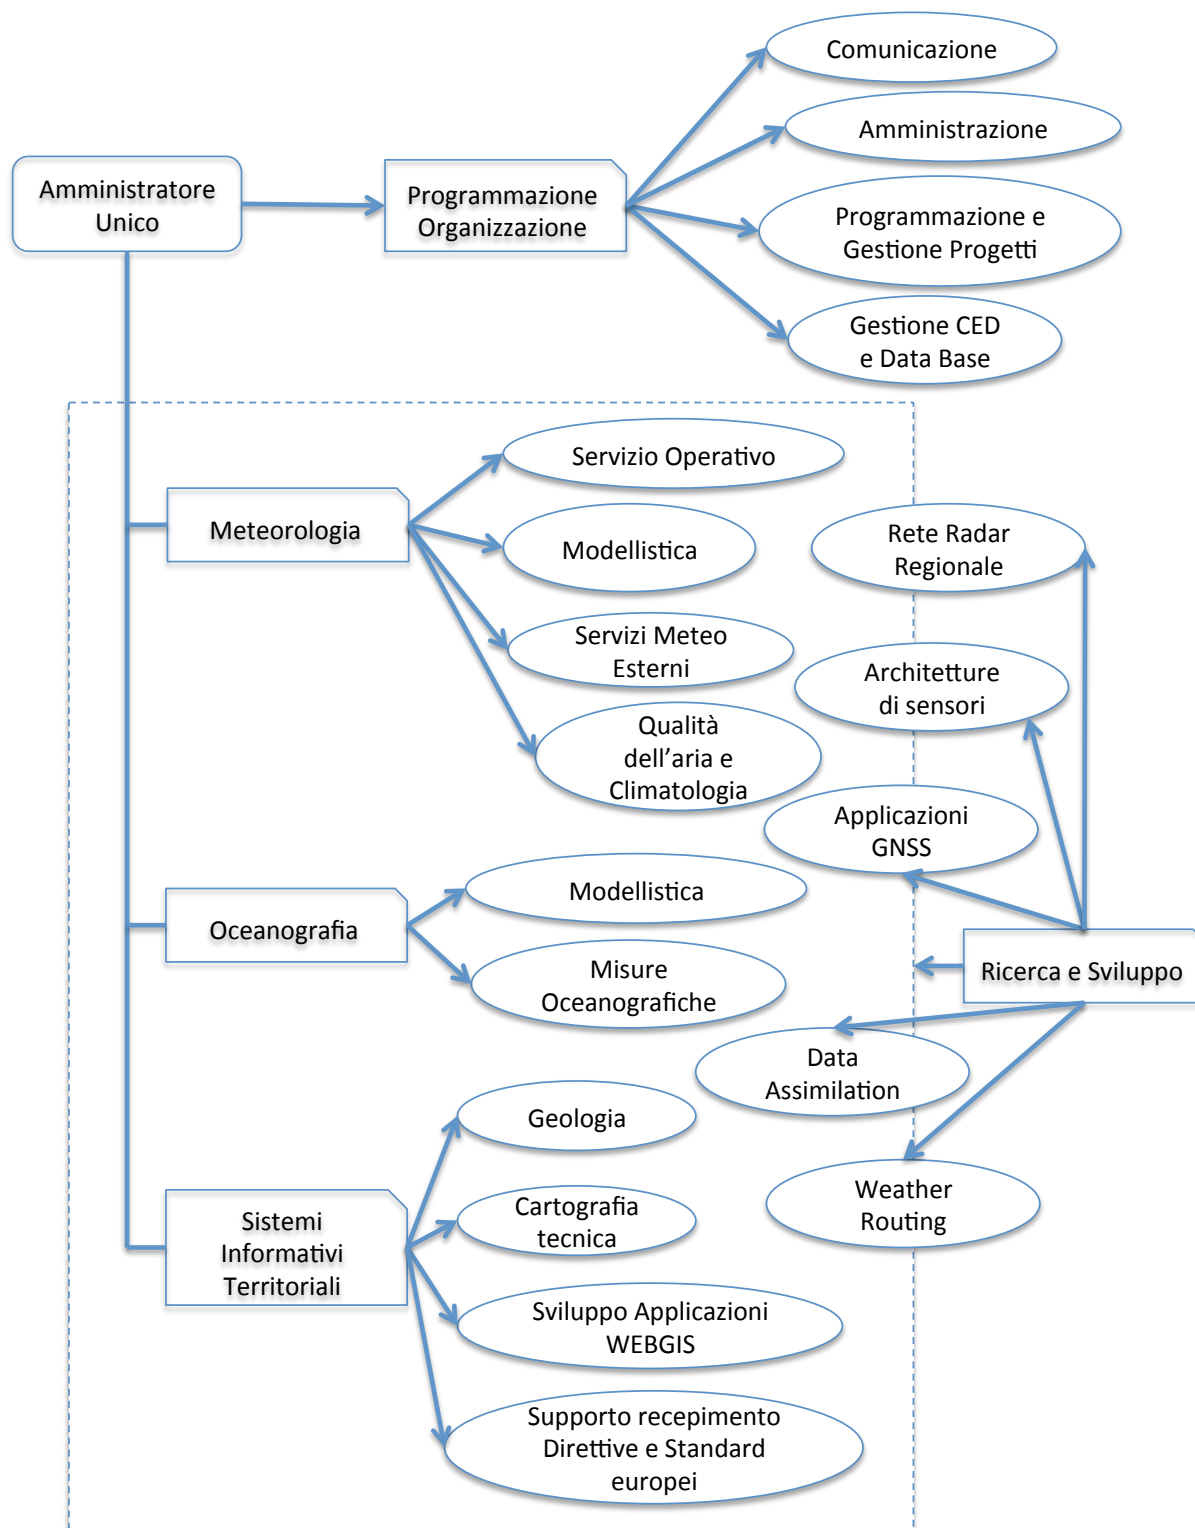 Comunicazione
Amministrazione
Amministratore
Unico
Programmazione
Organizzazione
Programmazione e
Gestione Progetti
Gestione CED
e Data Base
Servizio Operativo
Meteorologia
Modellistica
Rete Radar
Regionale
Servizi Meteo
Esterni
Architetture
di sensori
Qualità
dell’aria e
Climatologia
Applicazioni
GNSS
Modellistica
Oceanografia
Misure
Oceanografiche
Ricerca e Sviluppo
Data
Assimilation
Geologia
Weather
Routing
Sistemi
Informativi
Territoriali
Cartografia
tecnica
Sviluppo Applicazioni
WEBGIS
Supporto recepimento
Direttive e Standard
europei